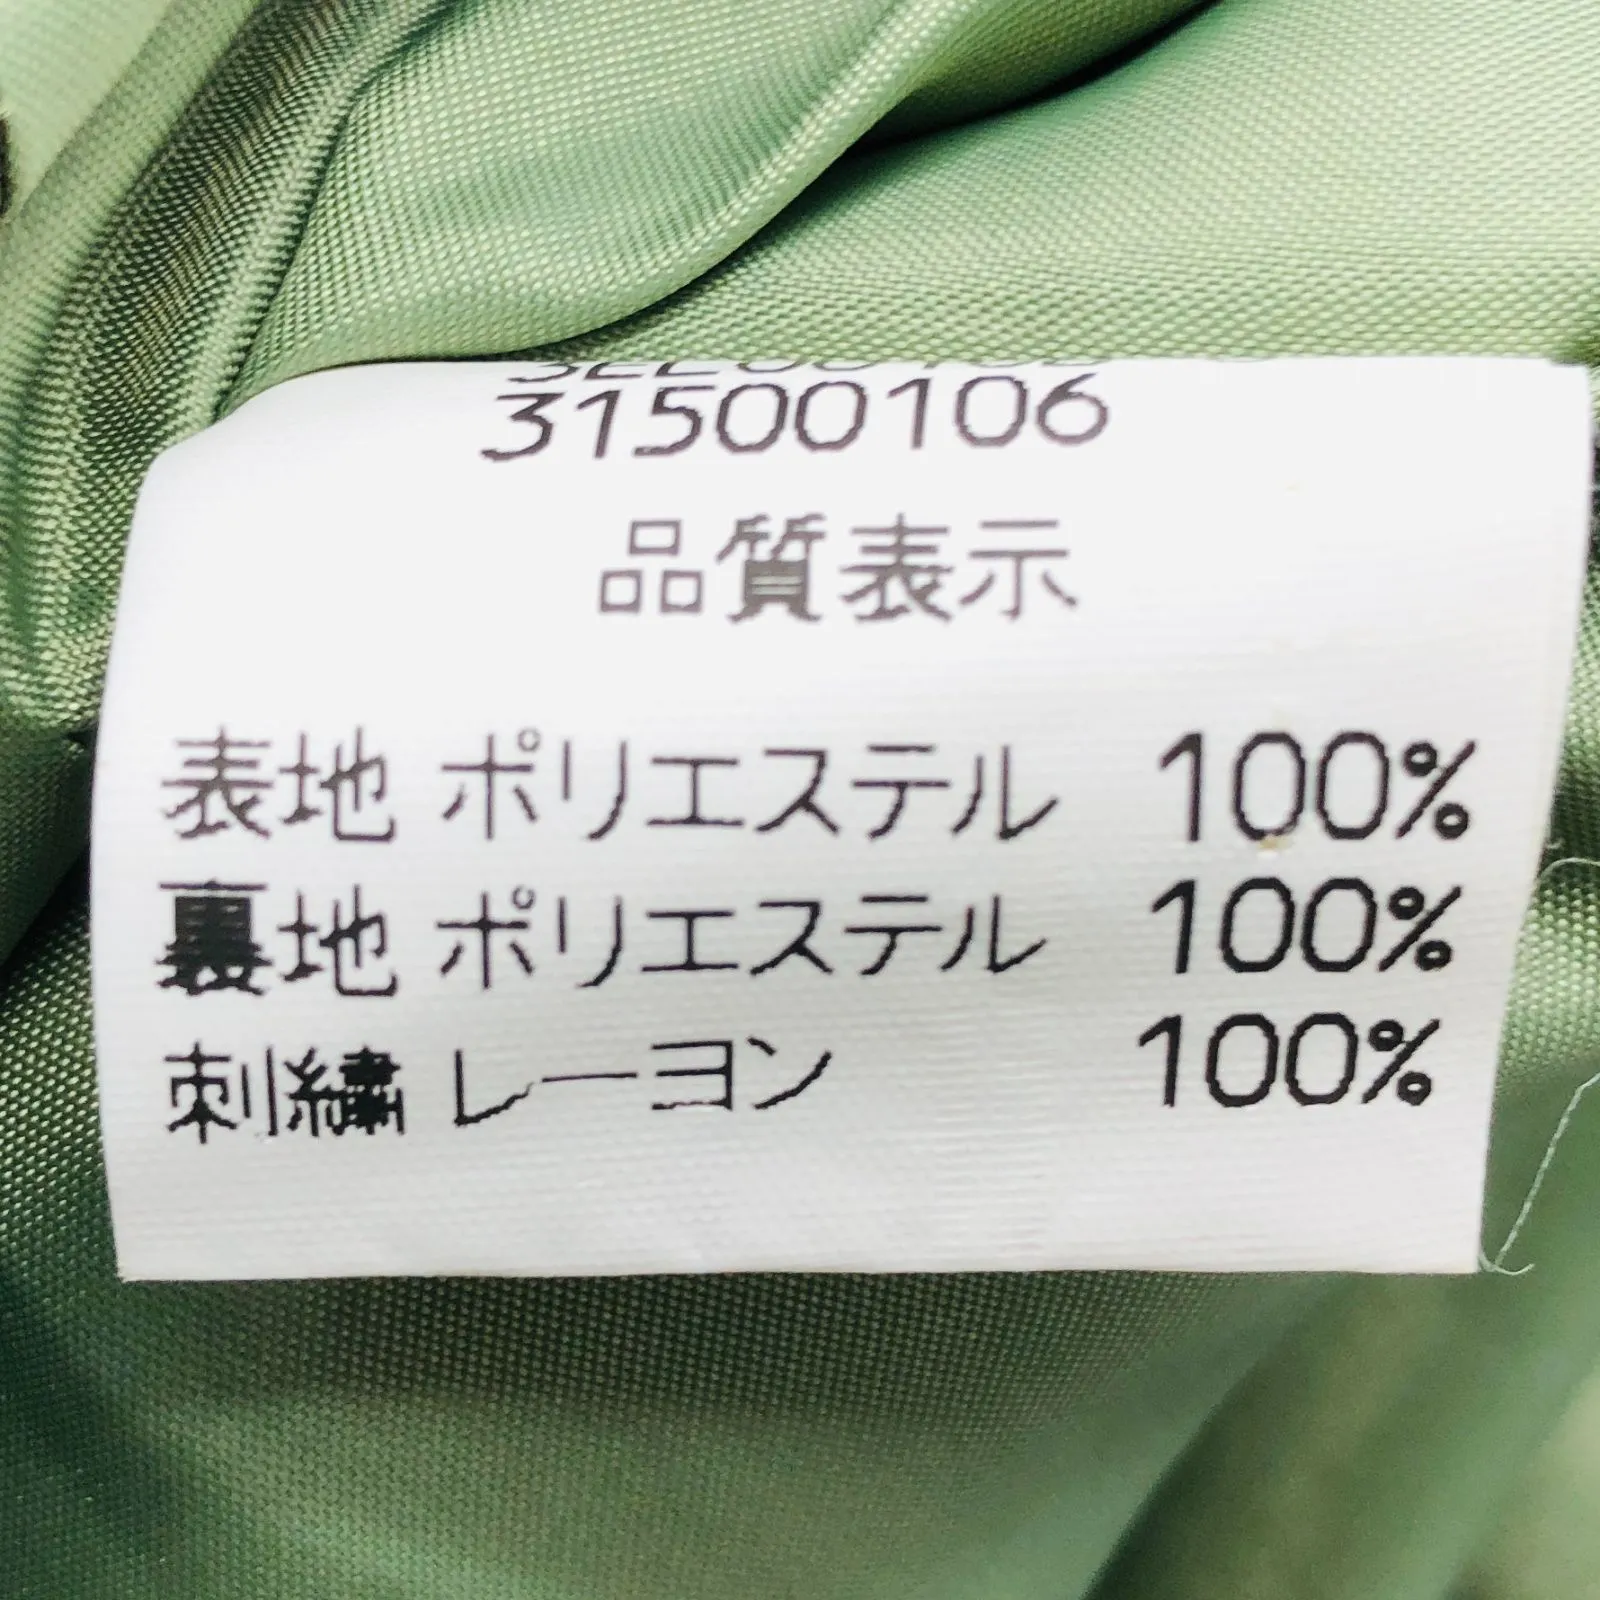 31500106
品質表示
表地 ポリエステル 100%
裏地 ポリエステル 100%
刺繍 レーヨン 100%